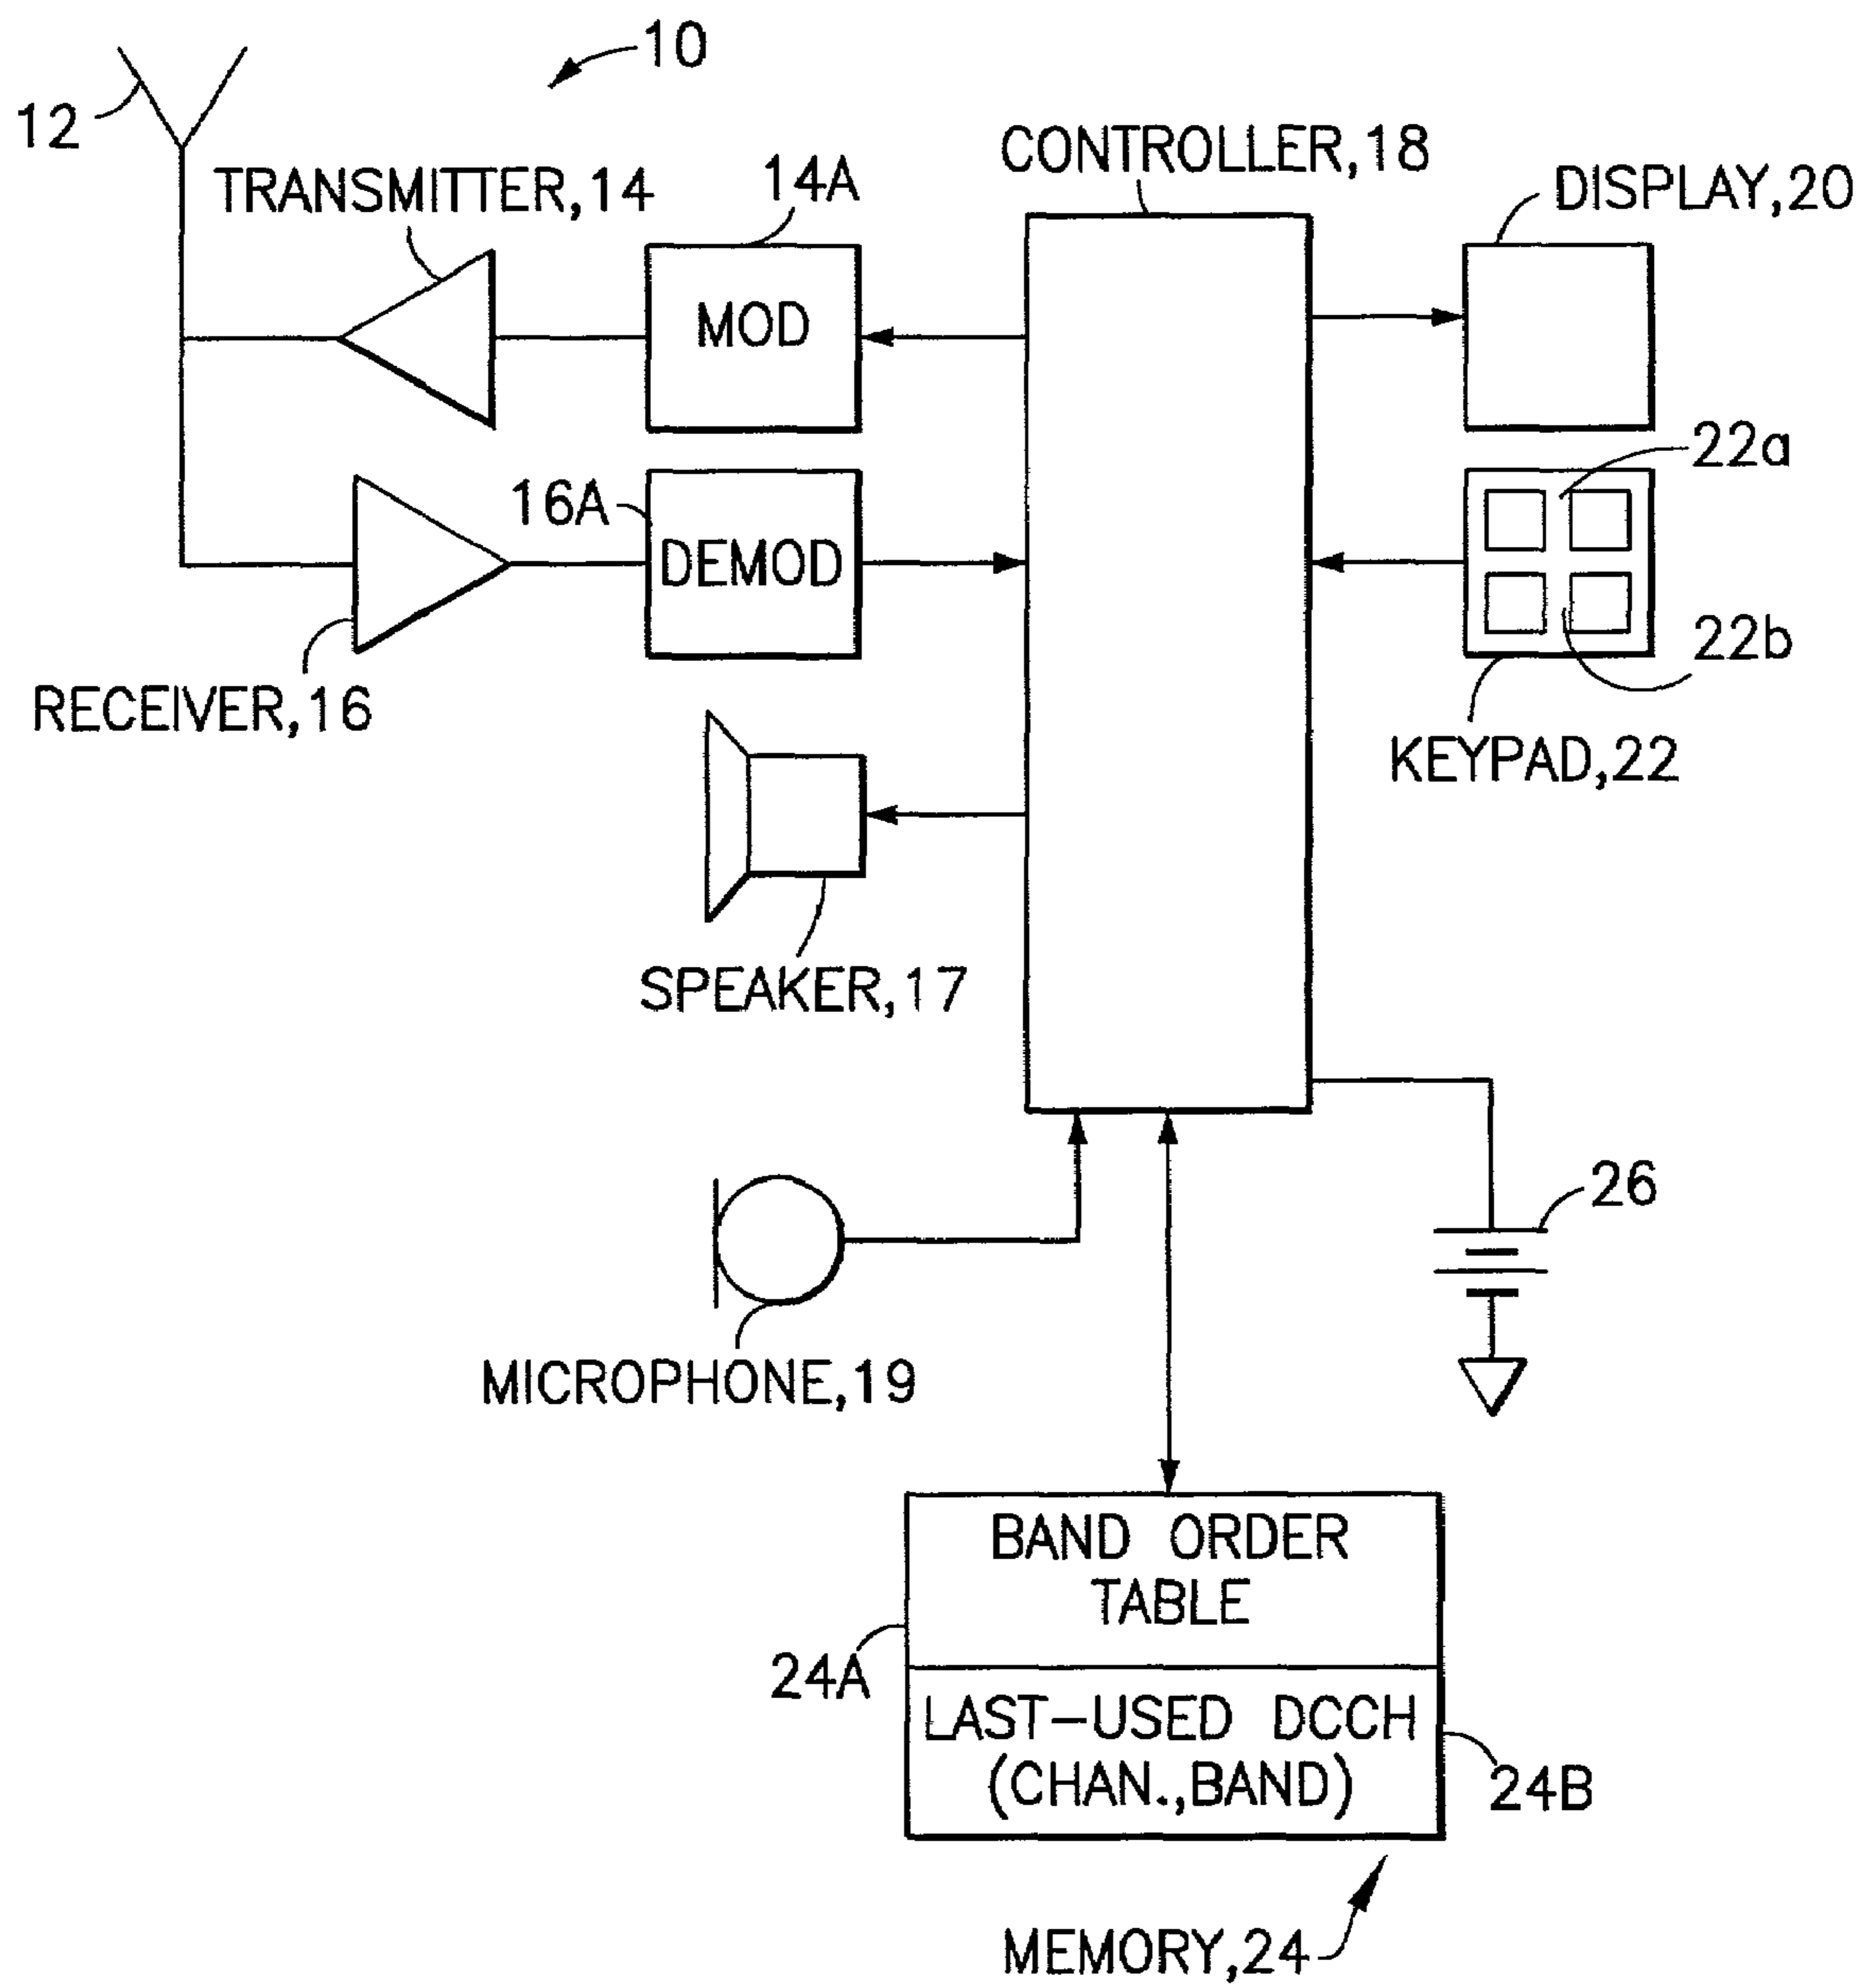 10
12
CONTROLLER,18
TRANSMITTER,14
14A
DISPLAY,20
MOD
22a
16A
DEMOD
22b
RECEIVER,16
KEYPAD,22
SPEAKER,17
26
MICROPHONE,19
BAND ORDER
TABLE
24A
LAST-USED DCCH
(CHAN.,BAND)
24B
MEMORY,24